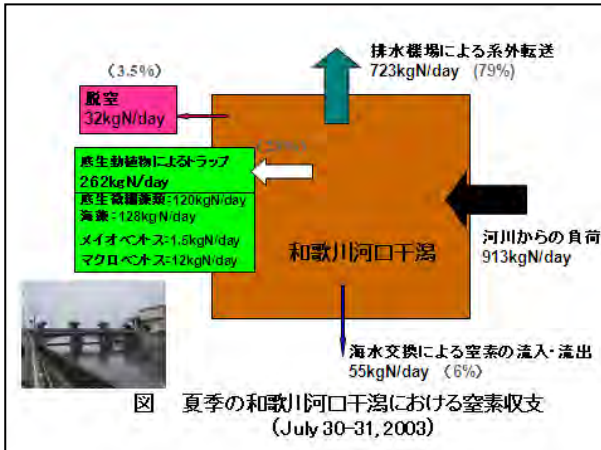 排水機場による系外転送
723kgN/day (79%)
(3.5%)
脱窒
32kgN/day
底生動植物によるトラップ
262kgN/day
底生微細藻類:120kgN/day
海藻:128kgN/day
メイオベントス:1.5kgN/day
マクロベントス:12kgN/day
和歌川河口干潟
河川からの負荷
913kgN/day
海水交換による窒素の流入・流出
55kgN/day (6%)
図 夏季の和歌川河口干潟における窒素収支
(July 30-31, 2003)